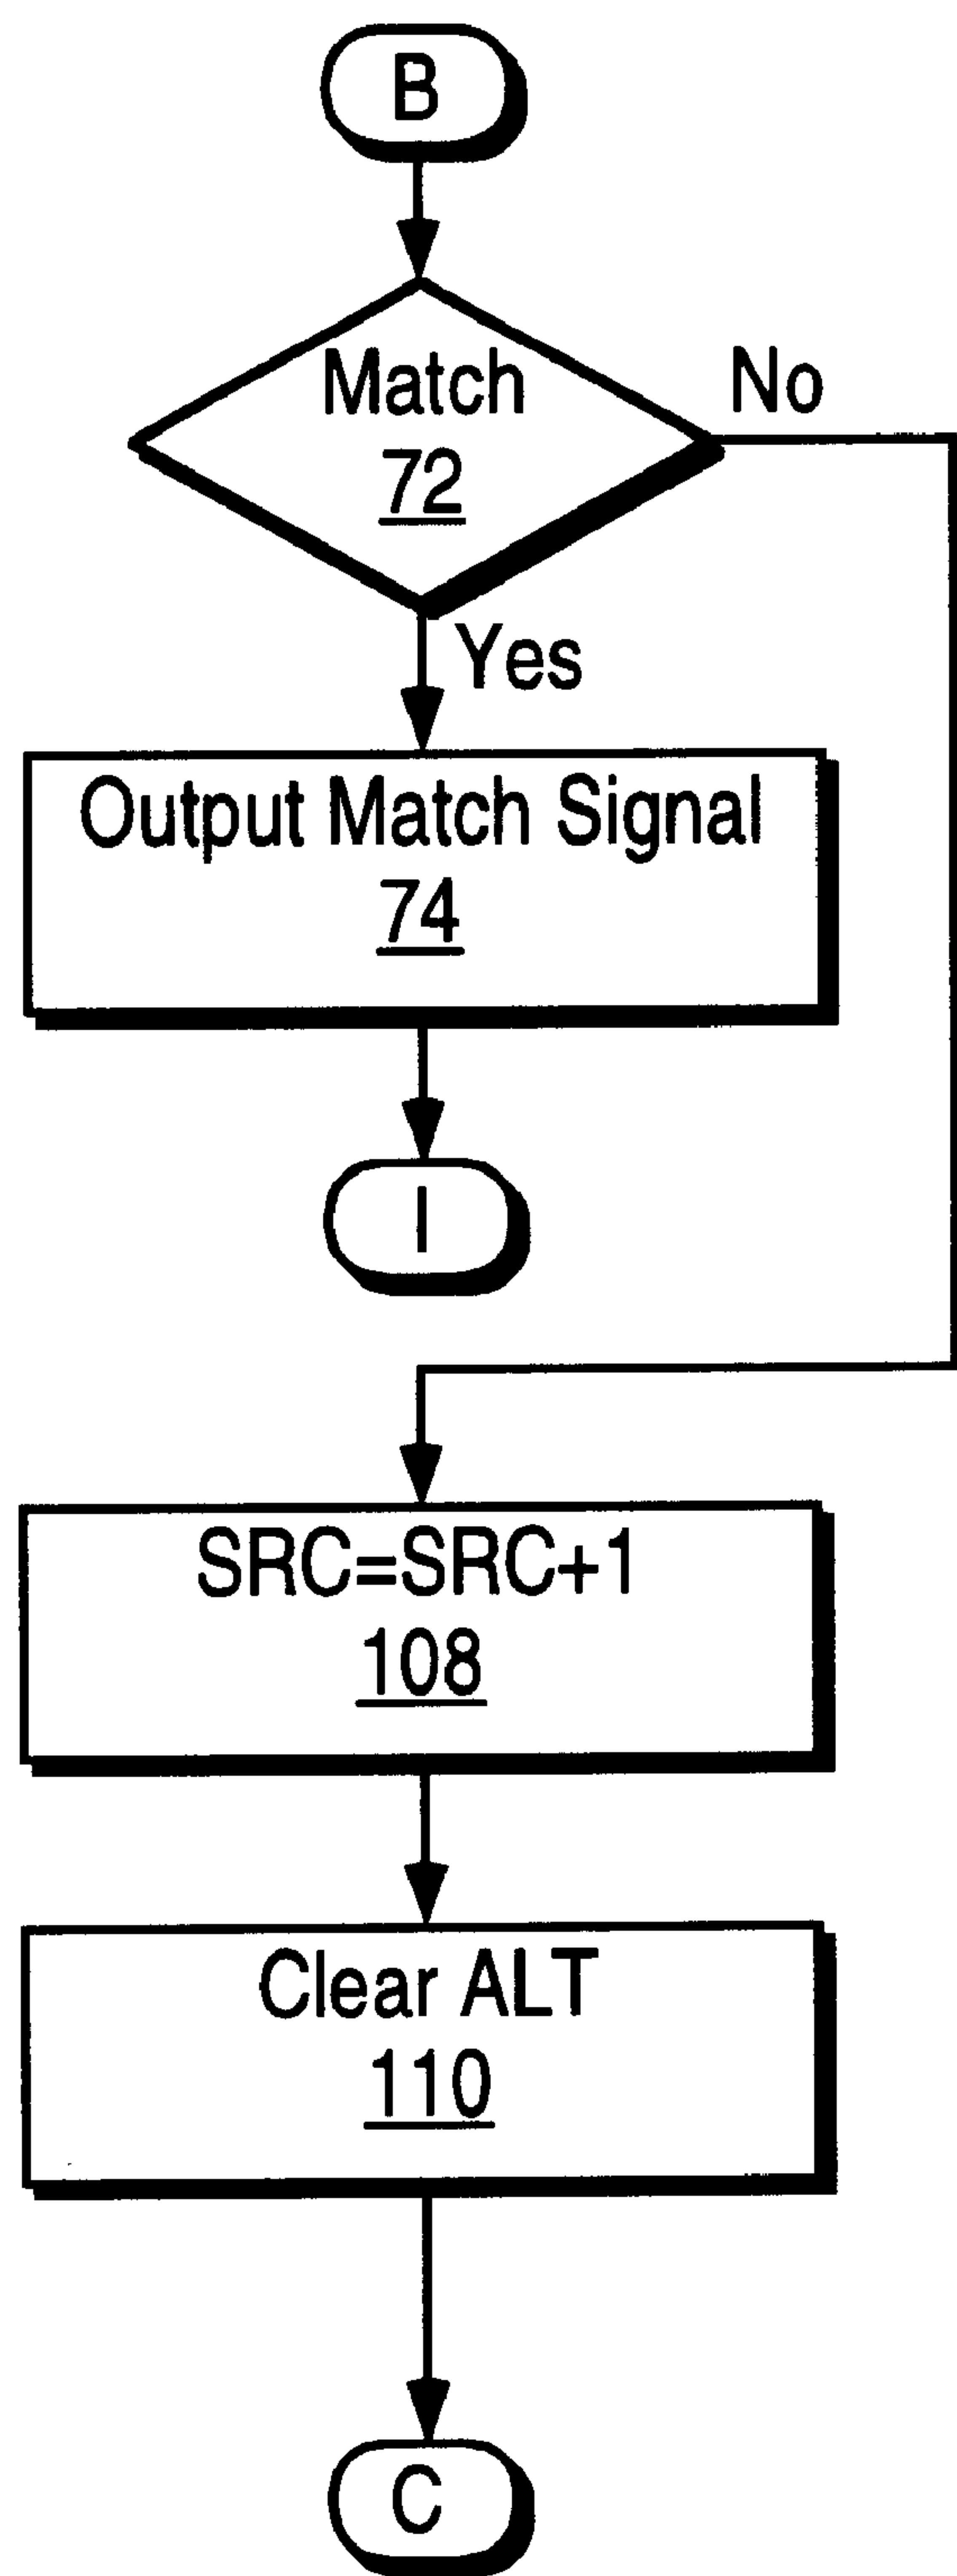 B
Match
72
No
Yes
Output Match Signal
74
I
SRC=SRC+1
108
Clear ALT
110
C